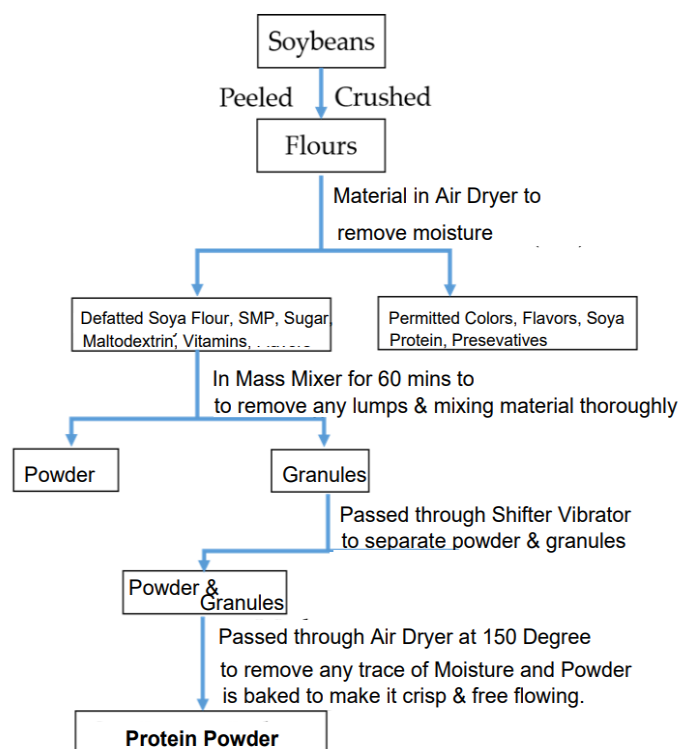 Soybeans
Peeled Crushed
Flours
Material in Air Dryer to
remove moisture
Defatted Soya Flour, SMP, Sugar,
Maltodextrin, Vitamins,
Permitted Colors, Flavors, Soya
Protein, Presevatives
In Mass Mixer for 60 mins to
to remove any lumps & mixing material thoroughly
Powder
Granules
Passed through Shifter Vibrator
to separate powder & granules
Powder &
Granules
Passed through Air Dryer at 150 Degree
to remove any trace of Moisture and Powder
is baked to make it crisp & free flowing.
Protein Powder